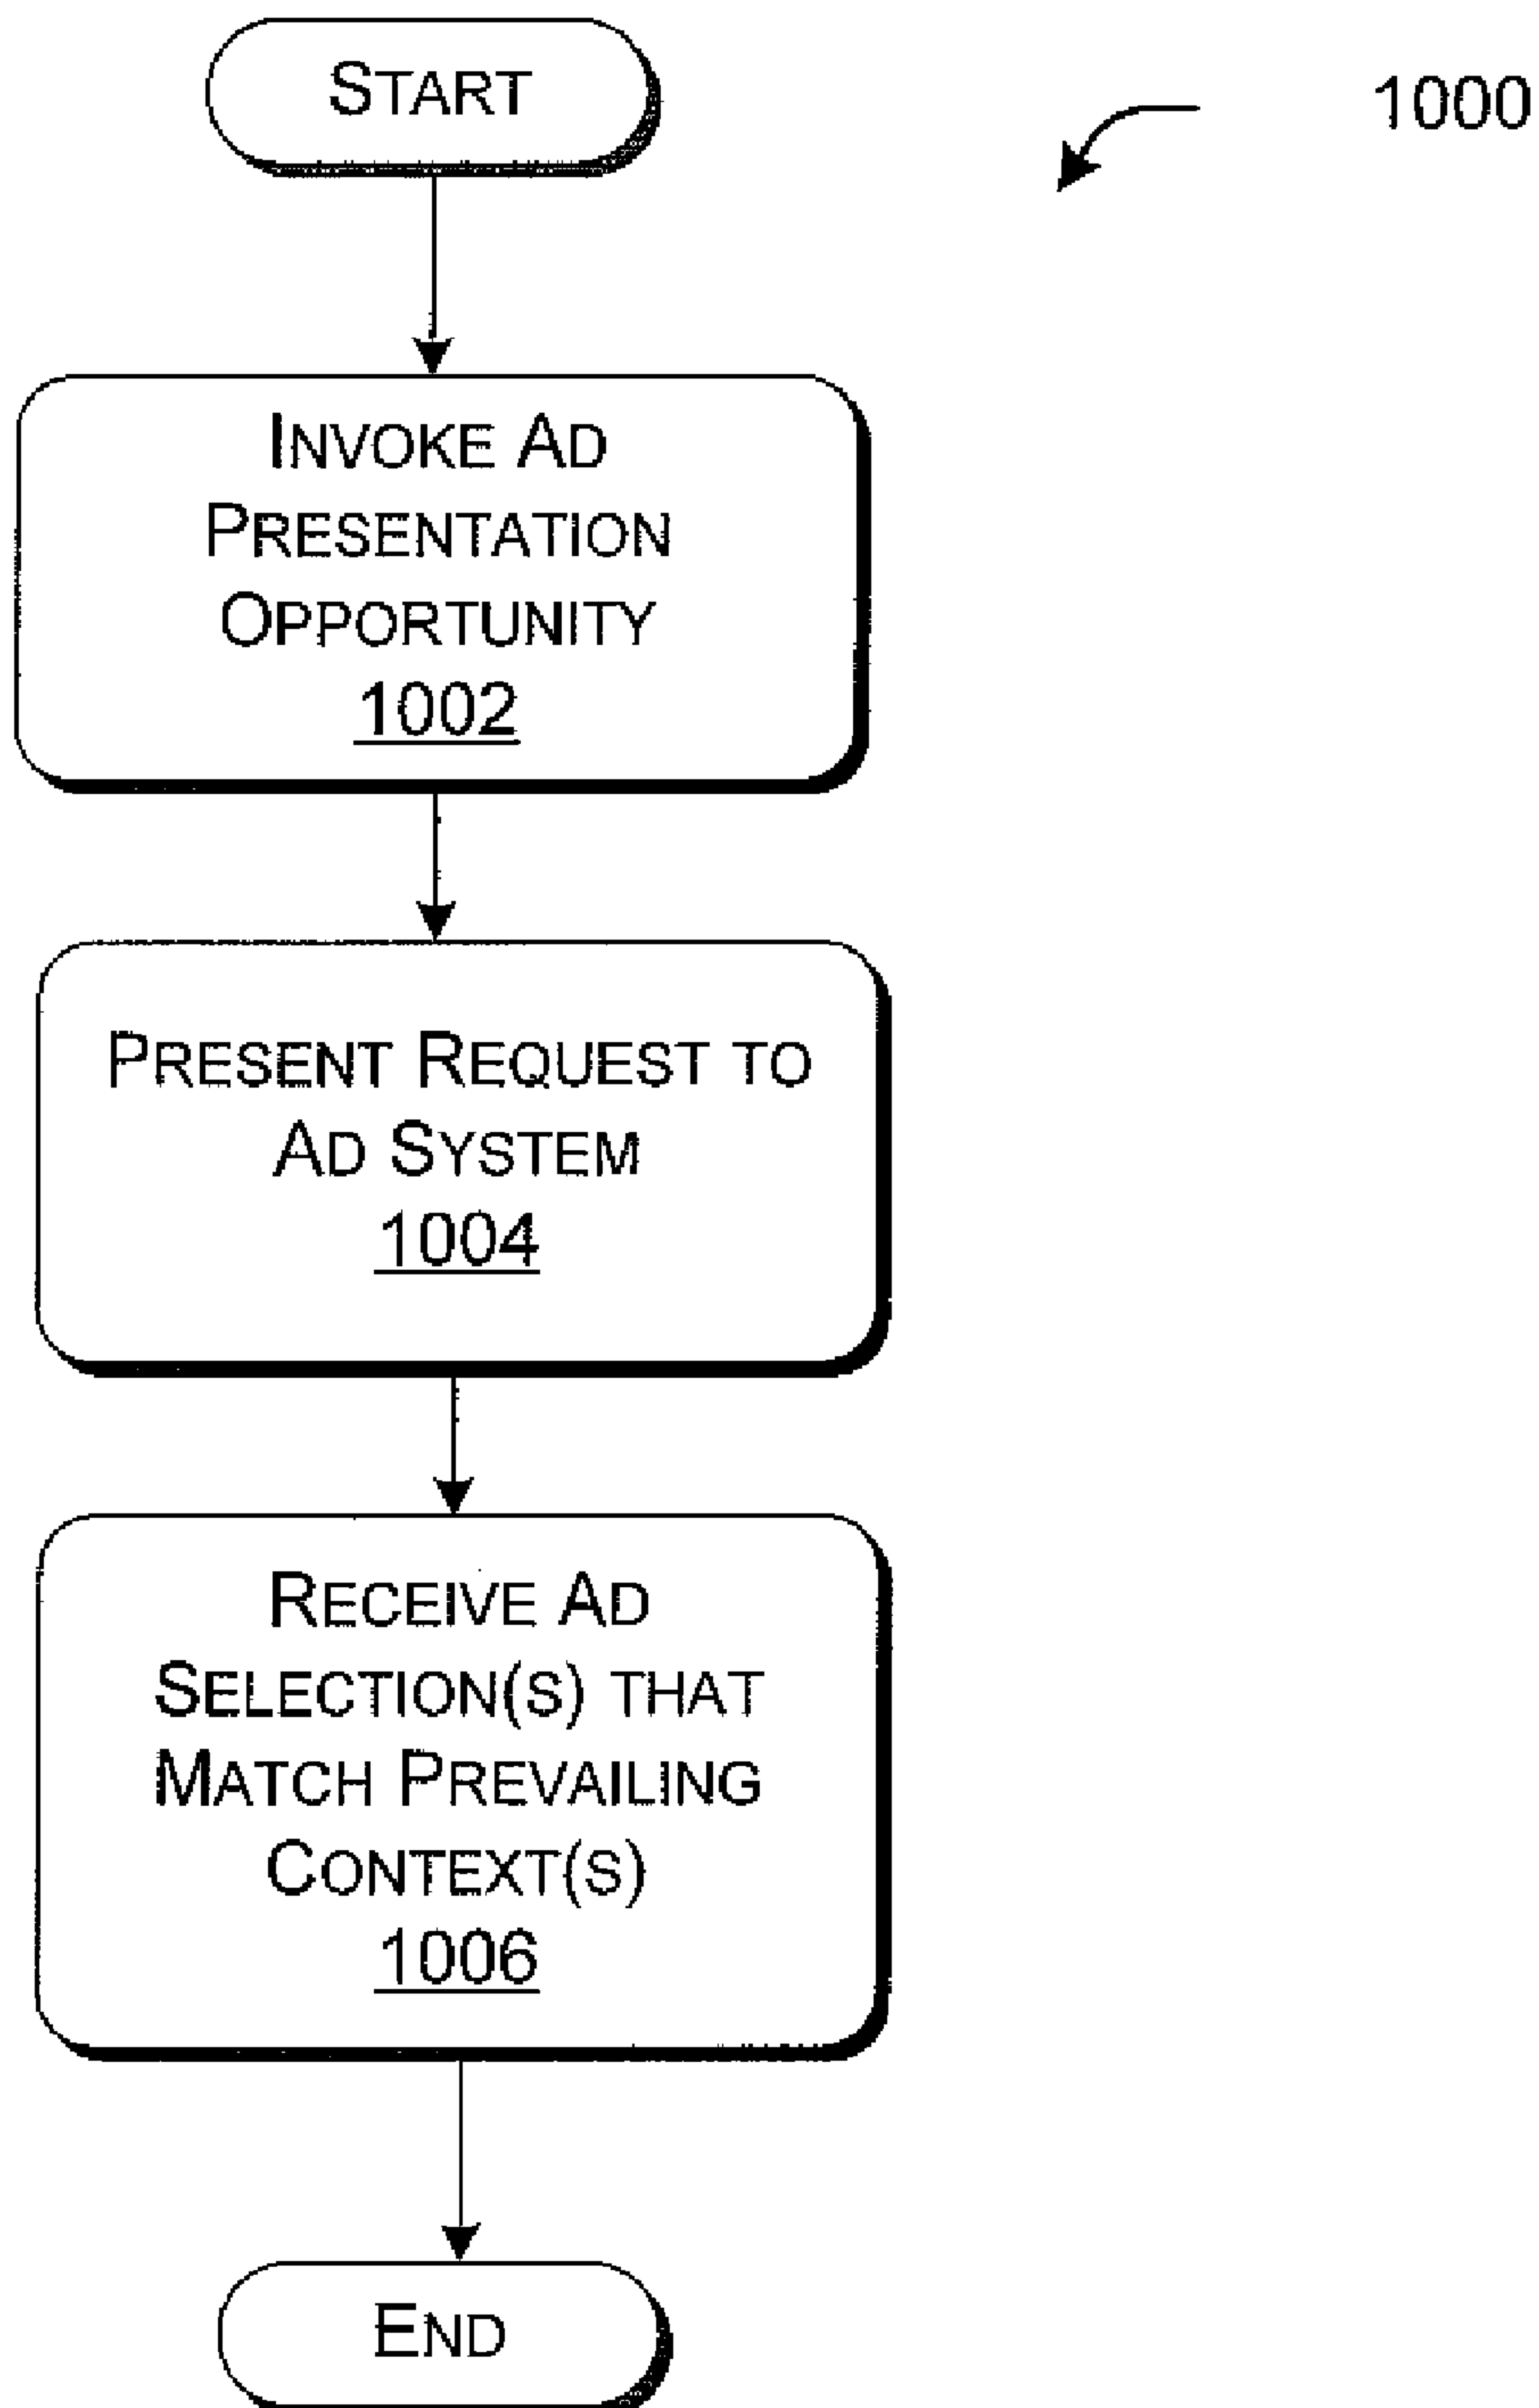 START
1000
INVOKE AD
PRESENTATION
OPPORTUNITY
1002
PRESENT REQUEST TO
AD SYSTEM
1004
RECEIVE AD
SELECTION(S) THAT
MATCH PREVAILING
CONTEXT(S)
1006
END